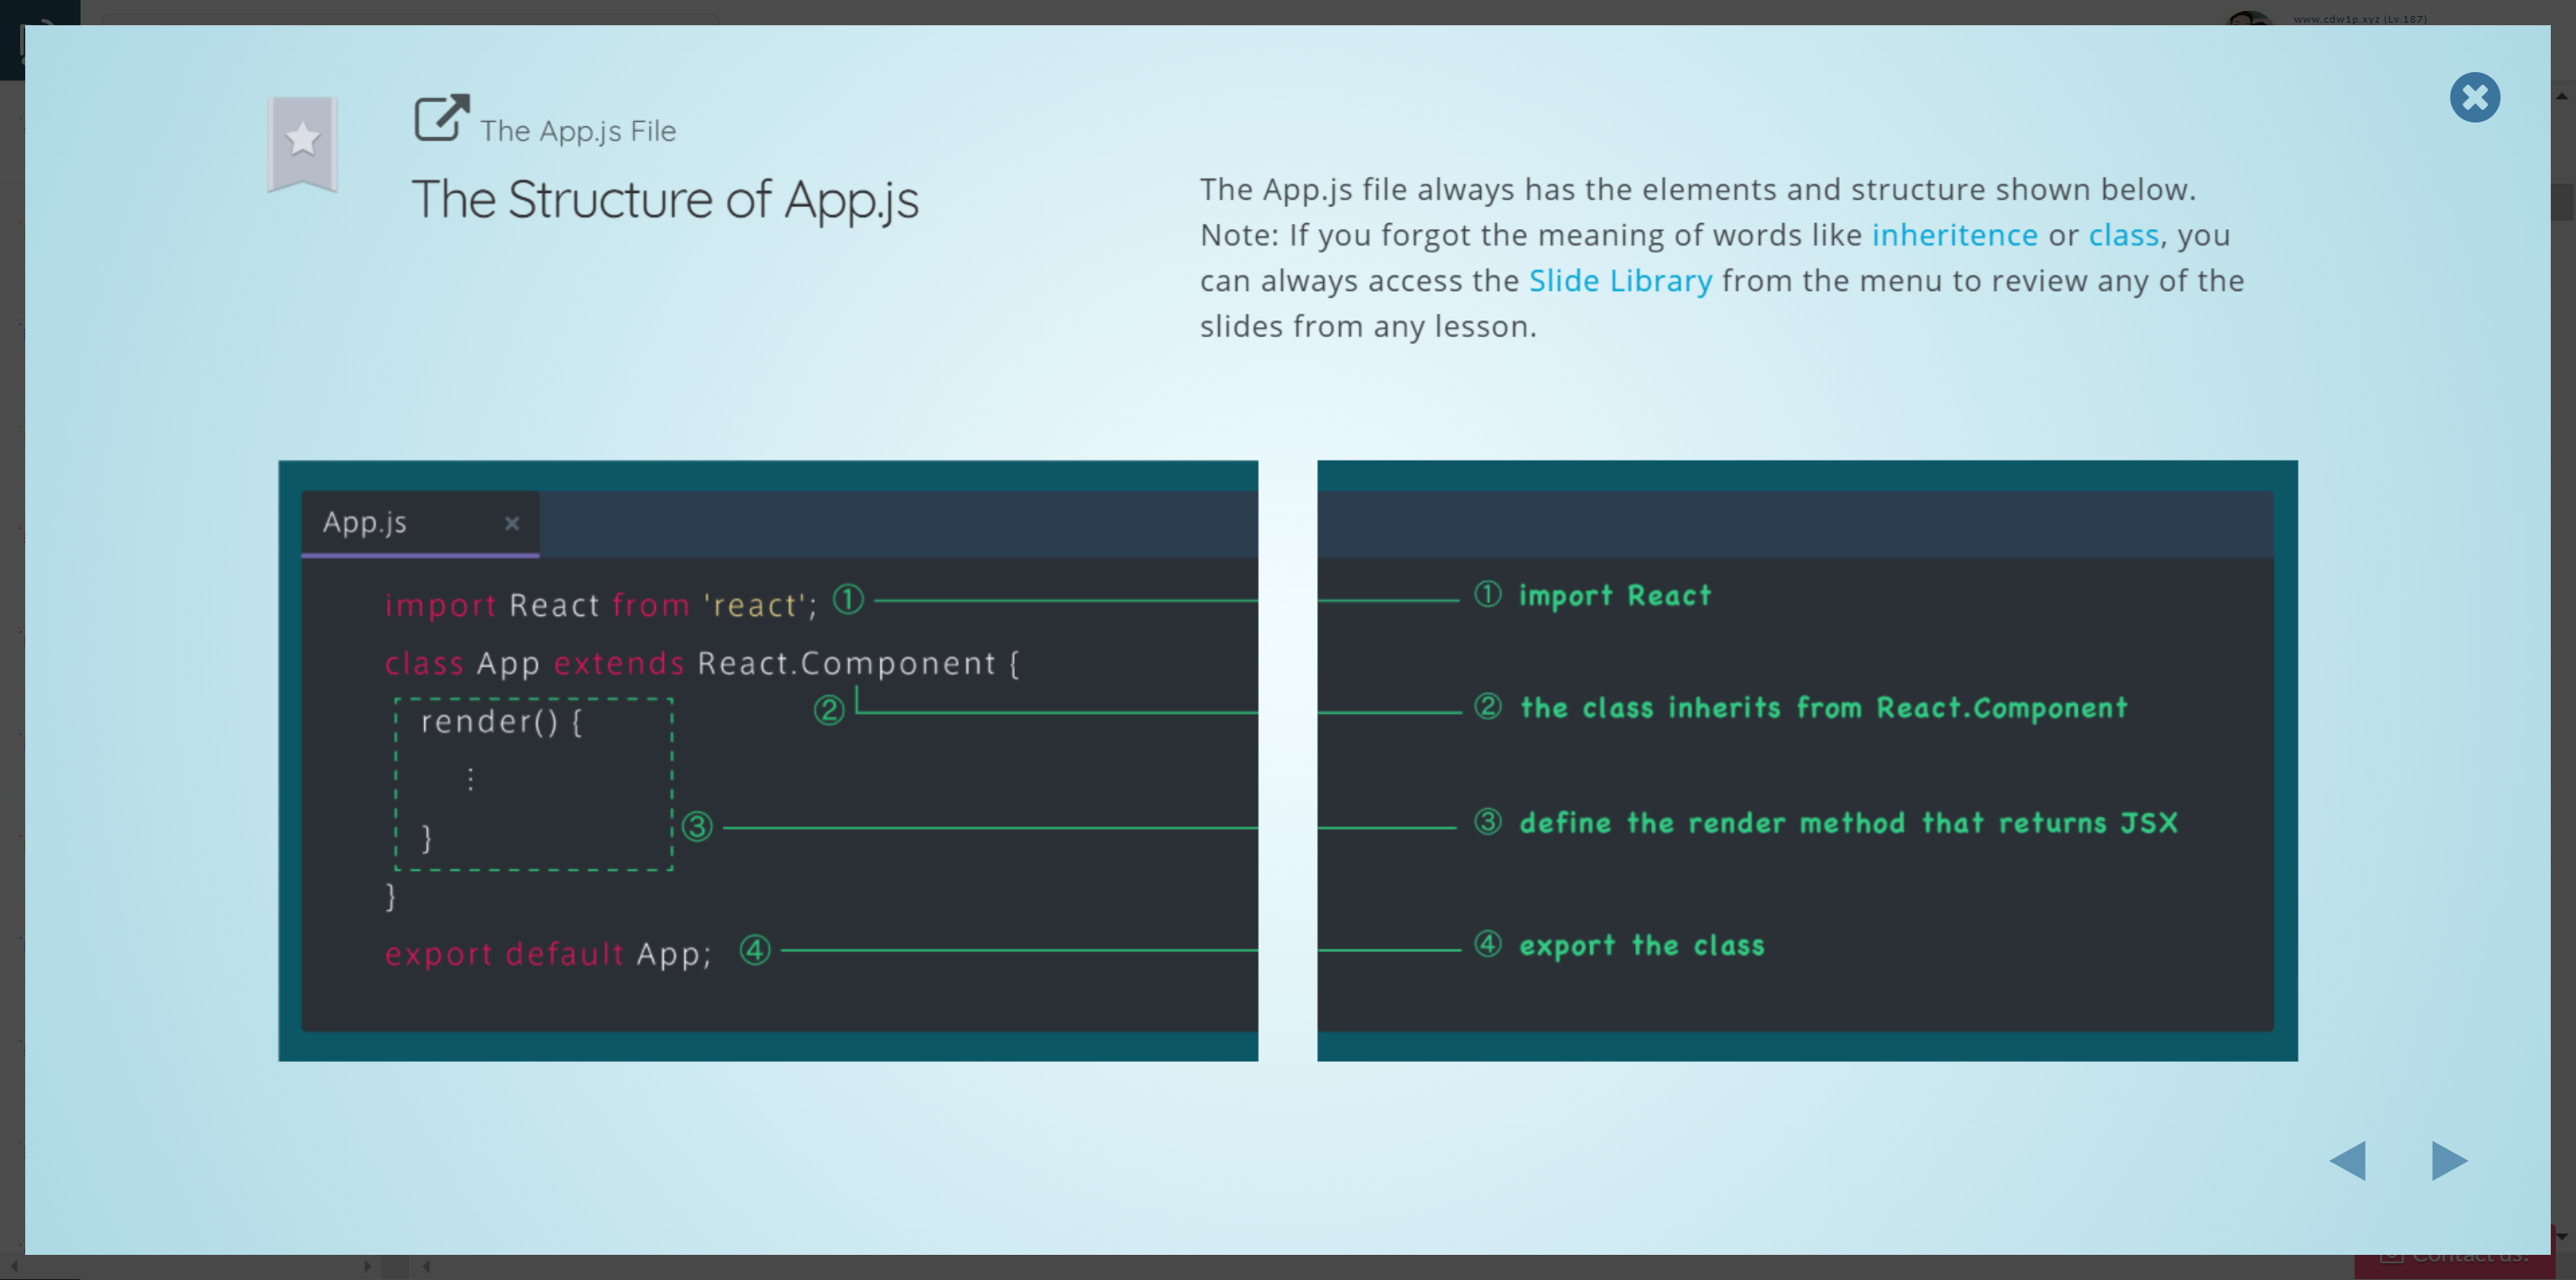 www.cdw1p.xyz (Lv.187)
The App.js File
The Structure of App.js
The App.js file always has the elements and structure shown below.
Note: If you forgot the meaning of words like inheritence or class, you
can always access the Slide Library from the menu to review any of the
slides from any lesson.
App.js ×
import React from 'react'; ①
class App extends React.Component {
②
render() {
⋮
}
③
}
export default App; ④
① import React
② the class inherits from React.Component
③ define the render method that returns JSX
④ export the class
Contact us!